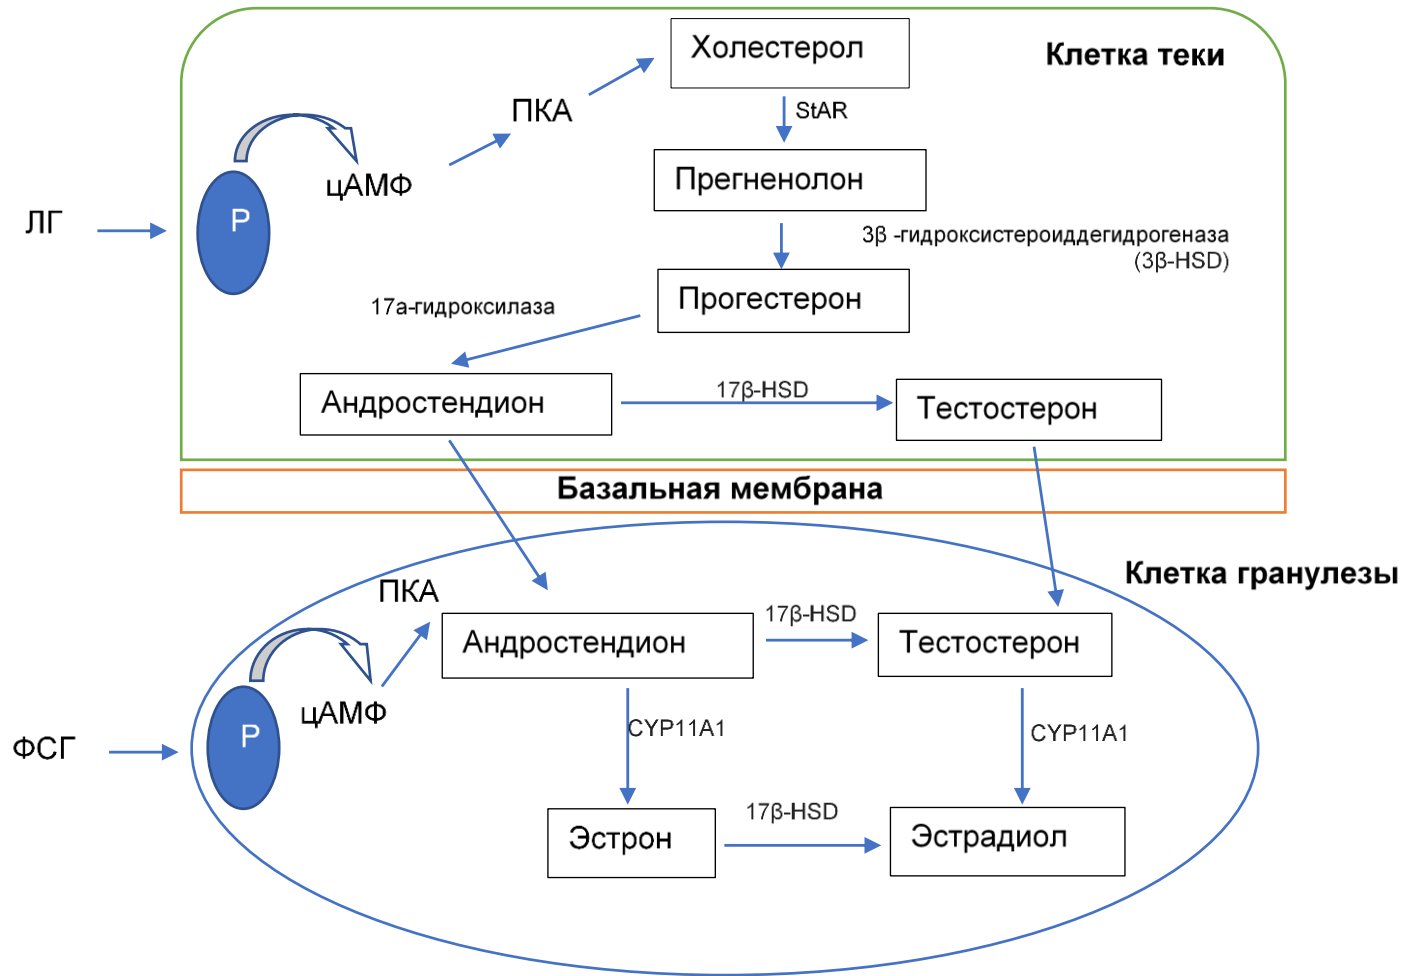 Холестерол
Клетка теки
StAR
ПКА
цАМФ
Прегненолон
Р
ЛГ
3β -гидроксистероиддегидрогеназа
(3β-HSD)
Прогестерон
17а-гидроксилаза
Андростендион
17β-HSD
Тестостерон
Базальная мембрана
Клетка гранулезы
ПКА
Андростендион
17β-HSD
Тестостерон
цАМФ
Р
ФСГ
CYP11A1
CYP11A1
Эстрон
17β-HSD
Эстрадиол